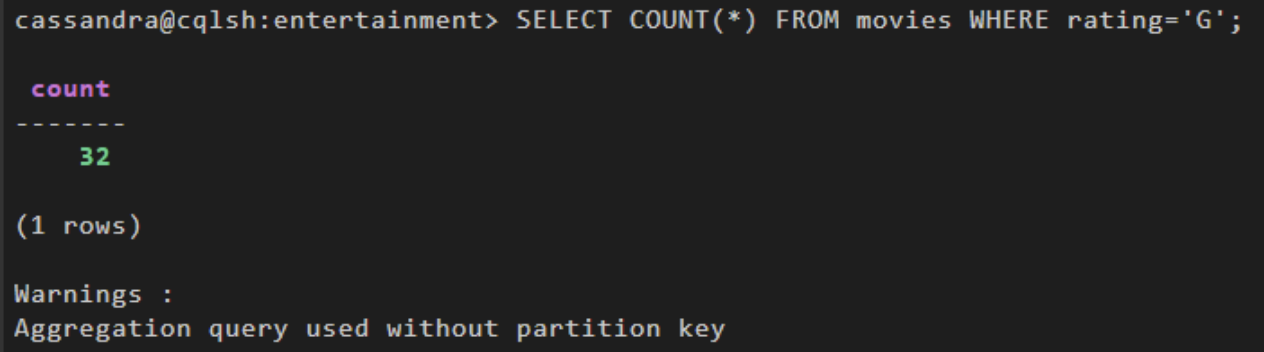 cassandra@cqlsh:entertainment> SELECT COUNT(*) FROM movies WHERE rating='G';
count
-------
32
(1 rows)
Warnings :
Aggregation query used without partition key